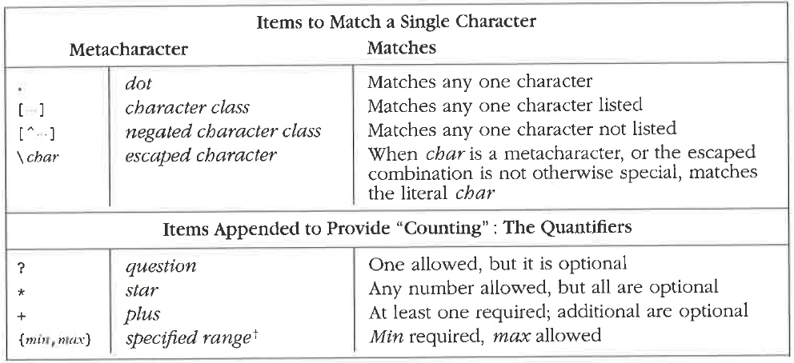 Items to Match a Single Character
Metacharacter Matches
. dot Matches any one character
[···] character class Matches any one character listed
[^···] negated character class Matches any one character not listed
\char escaped character When char is a metacharacter, or the escaped
combination is not otherwise special, matches
the literal char
Items Appended to Provide “Counting” : The Quantifiers
? question One allowed, but it is optional
* star Any number allowed, but all are optional
+ plus At least one required; additional are optional
{min,max} specified range† Min required, max allowed